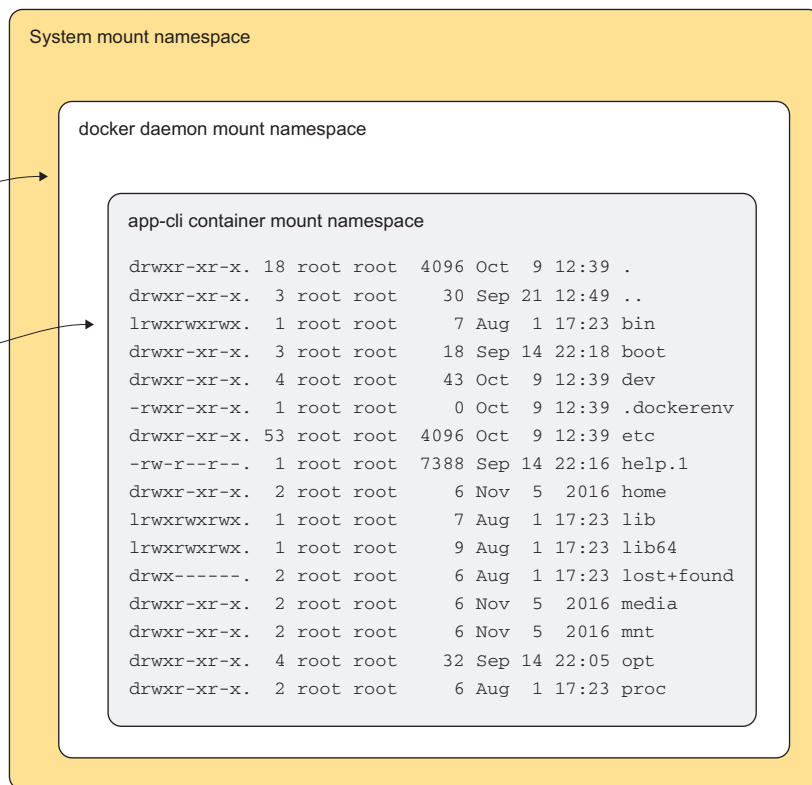 System mount namespace
docker daemon mount namespace
app-cli container mount namespace
drwxr-xr-x. 18 root root  4096 Oct  9 12:39 .
drwxr-xr-x.  3 root root    30 Sep 21 12:49 ..
lrwxrwxrwx.  1 root root     7 Aug  1 17:23 bin
drwxr-xr-x.  3 root root    18 Sep 14 22:18 boot
drwxr-xr-x.  4 root root    43 Oct  9 12:39 dev
-rwxr-xr-x.  1 root root     0 Oct  9 12:39 .dockerenv
drwxr-xr-x. 53 root root  4096 Oct  9 12:39 etc
-rw-r--r--.  1 root root  7388 Sep 14 22:16 help.1
drwxr-xr-x.  2 root root     6 Nov  5  2016 home
lrwxrwxrwx.  1 root root     7 Aug  1 17:23 lib
lrwxrwxrwx.  1 root root     9 Aug  1 17:23 lib64
drwx------.  2 root root     6 Aug  1 17:23 lost+found
drwxr-xr-x.  2 root root     6 Nov  5  2016 media
drwxr-xr-x.  2 root root     6 Nov  5  2016 mnt
drwxr-xr-x.  4 root root    32 Sep 14 22:05 opt
drwxr-xr-x.  2 root root     6 Aug  1 17:23 proc